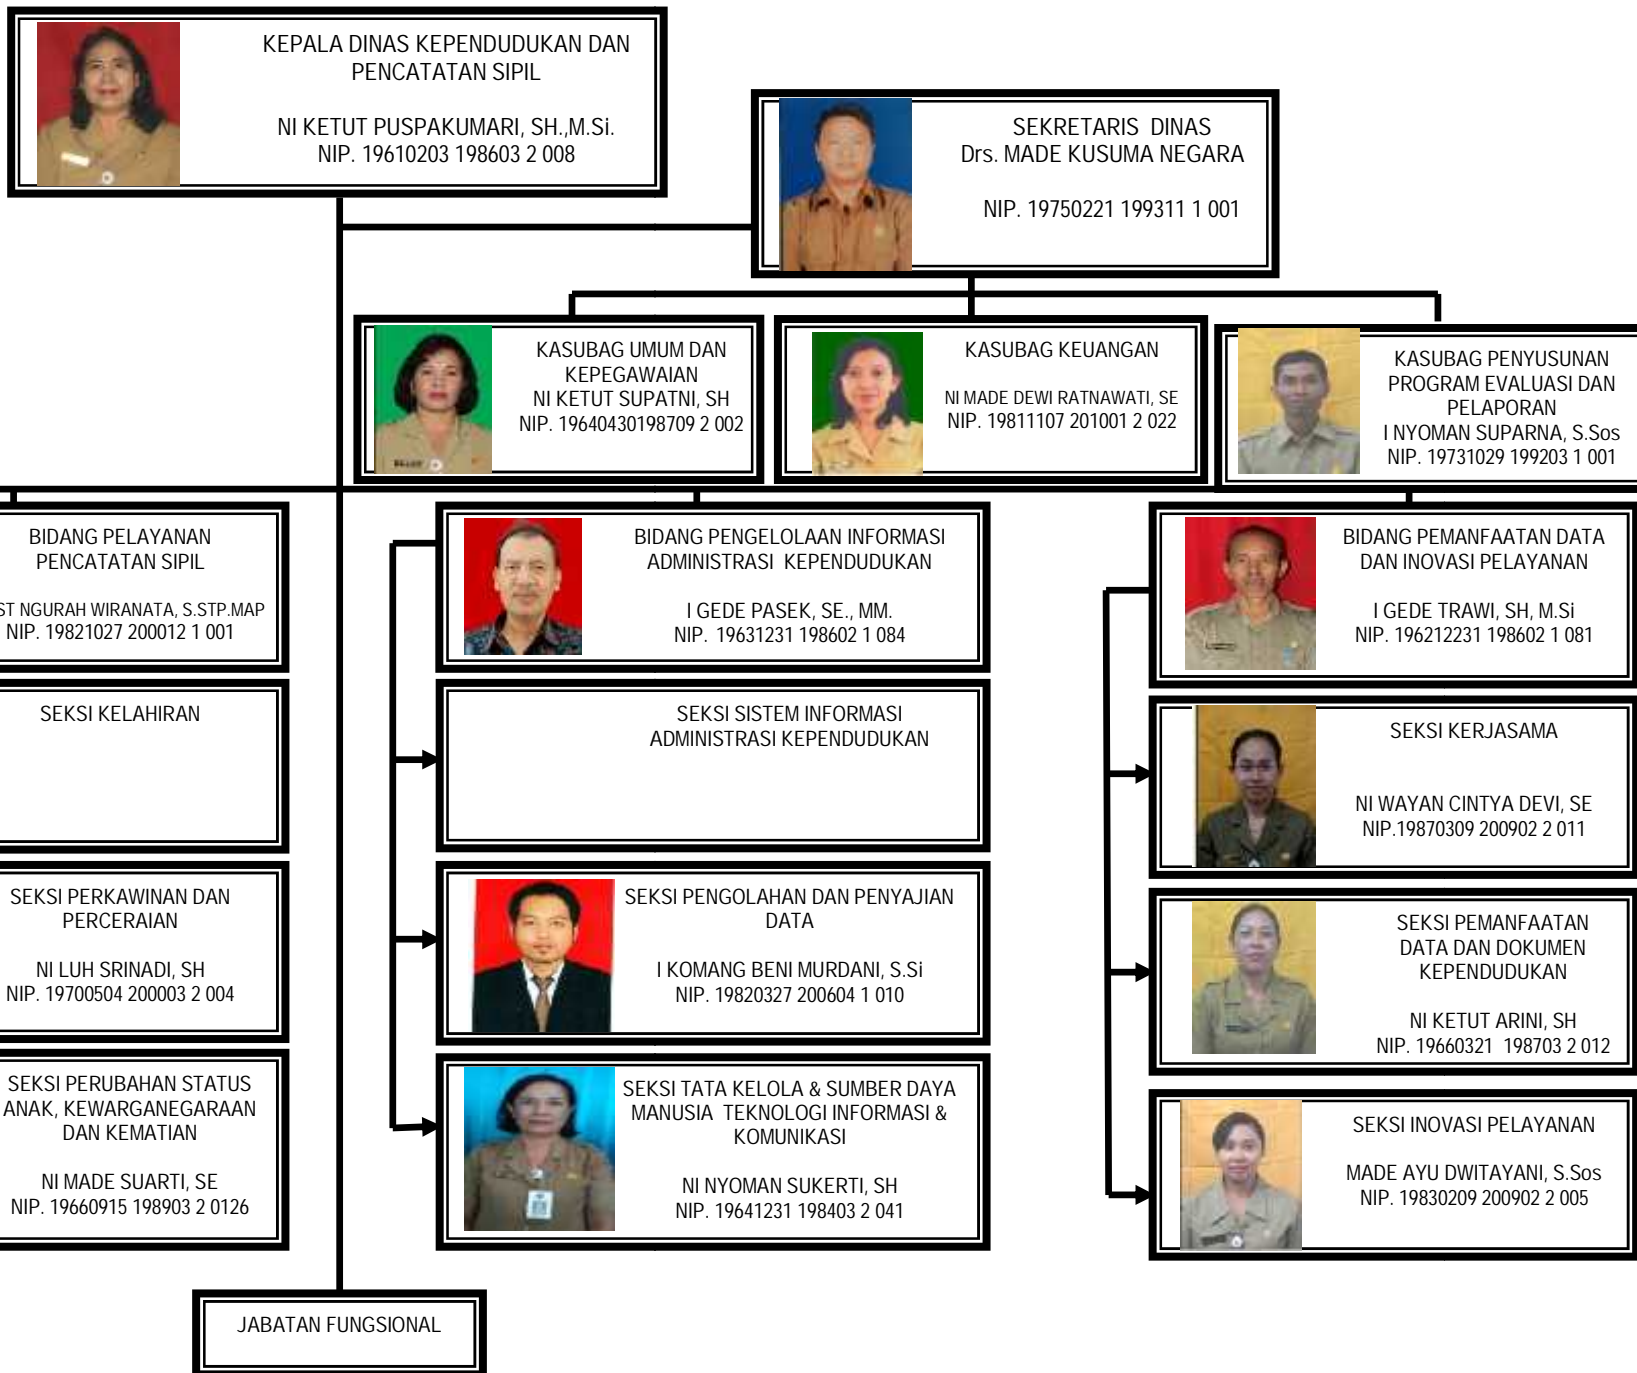 KEPALA DINAS KEPENDUDUKAN DAN
PENCATATAN SIPIL
NI KETUT PUSPAKUMARI, SH.,M.Si.
NIP. 19610203 198603 2 008
SEKRETARIS DINAS
Drs. MADE KUSUMA NEGARA
NIP. 19750221 199311 1 001
KASUBAG UMUM DAN
KEPEGAWAIAN
NI KETUT SUPATNI, SH
NIP. 19640430198709 2 002
KASUBAG KEUANGAN
NI MADE DEWI RATNAWATI, SE
NIP. 19811107 201001 2 022
KASUBAG PENYUSUNAN
PROGRAM EVALUASI DAN
PELAPORAN
I NYOMAN SUPARNA, S.Sos
NIP. 19731029 199203 1 001
BIDANG PELAYANAN
PENCATATAN SIPIL
ST NGURAH WIRANATA, S.STP.MAP
NIP. 19821027 200012 1 001
SEKSI KELAHIRAN
SEKSI PERKAWINAN DAN
PERCERAIAN
NI LUH SRINADI, SH
NIP. 19700504 200003 2 004
SEKSI PERUBAHAN STATUS
ANAK, KEWARGANEGARAAN
DAN KEMATIAN
NI MADE SUARTI, SE
NIP. 19660915 198903 2 0126
BIDANG PENGELOLAAN INFORMASI
ADMINISTRASI KEPENDUDUKAN
I GEDE PASEK, SE., MM.
NIP. 19631231 198602 1 084
SEKSI SISTEM INFORMASI
ADMINISTRASI KEPENDUDUKAN
SEKSI PENGOLAHAN DAN PENYAJIAN
DATA
I KOMANG BENI MURDANI, S.Si
NIP. 19820327 200604 1 010
SEKSI TATA KELOLA & SUMBER DAYA
MANUSIA TEKNOLOGI INFORMASI &
KOMUNIKASI
NI NYOMAN SUKERTI, SH
NIP. 19641231 198403 2 041
BIDANG PEMANFAATAN DATA
DAN INOVASI PELAYANAN
I GEDE TRAWI, SH, M.Si
NIP. 196212231 198602 1 081
SEKSI KERJASAMA
NI WAYAN CINTYA DEVI, SE
NIP.19870309 200902 2 011
SEKSI PEMANFAATAN
DATA DAN DOKUMEN
KEPENDUDUKAN
NI KETUT ARINI, SH
NIP. 19660321 198703 2 012
SEKSI INOVASI PELAYANAN
MADE AYU DWITAYANI, S.Sos
NIP. 19830209 200902 2 005
JABATAN FUNGSIONAL